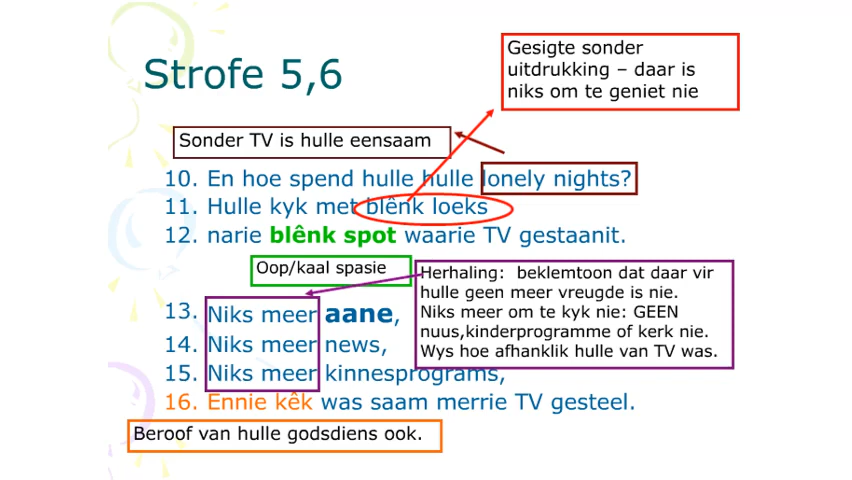 Strofe 5,6
Gesigte sonder
uitdrukking – daar is
niks om te geniet nie
Sonder TV is hulle eensaam
10. En hoe spend hulle hulle lonely nights?
11. Hulle kyk met blênk loeks
12. narie blênk spot waarie TV gestaanit.
Oop/kaal spasie
Herhaling: beklemtoon dat daar vir
hulle geen meer vreugde is nie.
Niks meer om te kyk nie: GEEN
nuus,kinderprogramme of kerk nie.
Wys hoe afhanklik hulle van TV was.
13. Niks meer aane,
14. Niks meer news,
15. Niks meer kinnesprograms,
16. Ennie kêk was saam merrie TV gesteel.
Beroof van hulle godsdiens ook.